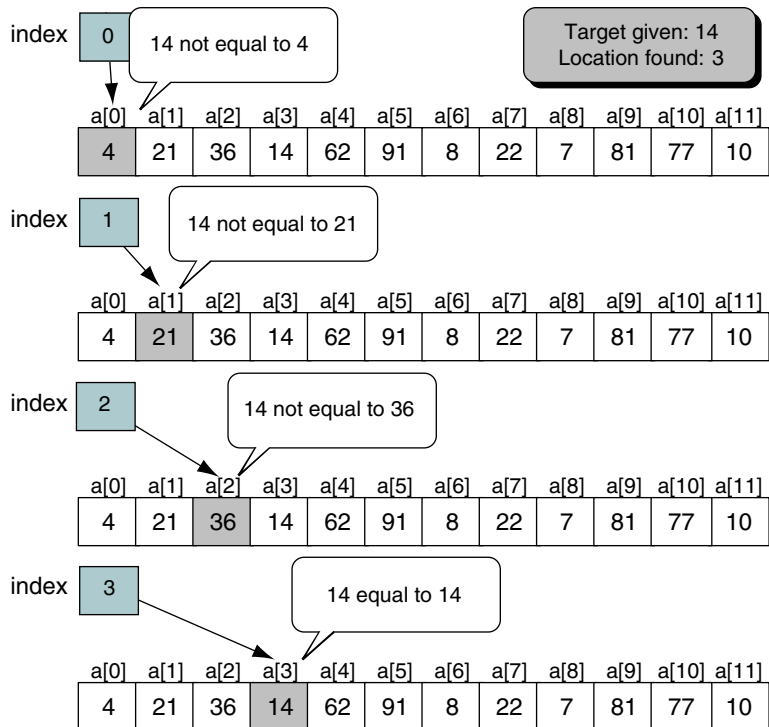 index 0 14 not equal to 4
Target given: 14
Location found: 3
a[0] a[1] a[2] a[3] a[4] a[5] a[6] a[7] a[8] a[9] a[10] a[11]
4 21 36 14 62 91 8 22 7 81 77 10
index 1 14 not equal to 21
a[0] a[1] a[2] a[3] a[4] a[5] a[6] a[7] a[8] a[9] a[10] a[11]
4 21 36 14 62 91 8 22 7 81 77 10
index 2 14 not equal to 36
a[0] a[1] a[2] a[3] a[4] a[5] a[6] a[7] a[8] a[9] a[10] a[11]
4 21 36 14 62 91 8 22 7 81 77 10
index 3 14 equal to 14
a[0] a[1] a[2] a[3] a[4] a[5] a[6] a[7] a[8] a[9] a[10] a[11]
4 21 36 14 62 91 8 22 7 81 77 10